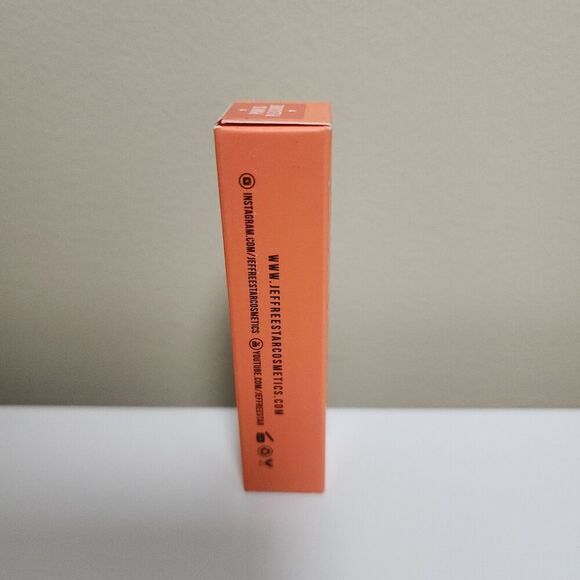 WWW.JEFFREESTARCOSMETICS.COM
INSTAGRAM.COM/JEFFREESTARCOSMETICS
YOUTUBE.COM/JEFFREESTAR